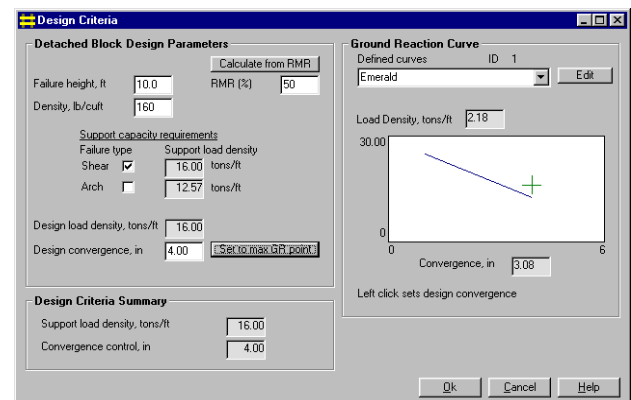 Design Criteria
Detached Block Design Parameters
Calculate from RMR
Failure height, ft 10.0 RMR (%) 50
Density, lb/cuft 160
Support capacity requirements
Failure type Support load density
Shear 16.00 tons/ft
Arch 12.57 tons/ft
Design load density, tons/ft 16.00
Design convergence, in 4.00 Set to max GR point
Design Criteria Summary
Support load density, tons/ft 16.00
Convergence control, in 4.00
Ground Reaction Curve
Defined curves ID 1
Emerald Edit
Load Density, tons/ft 2.18
30.00
0
0 6
Convergence, in 3.08
Left click sets design convergence
Ok Cancel Help